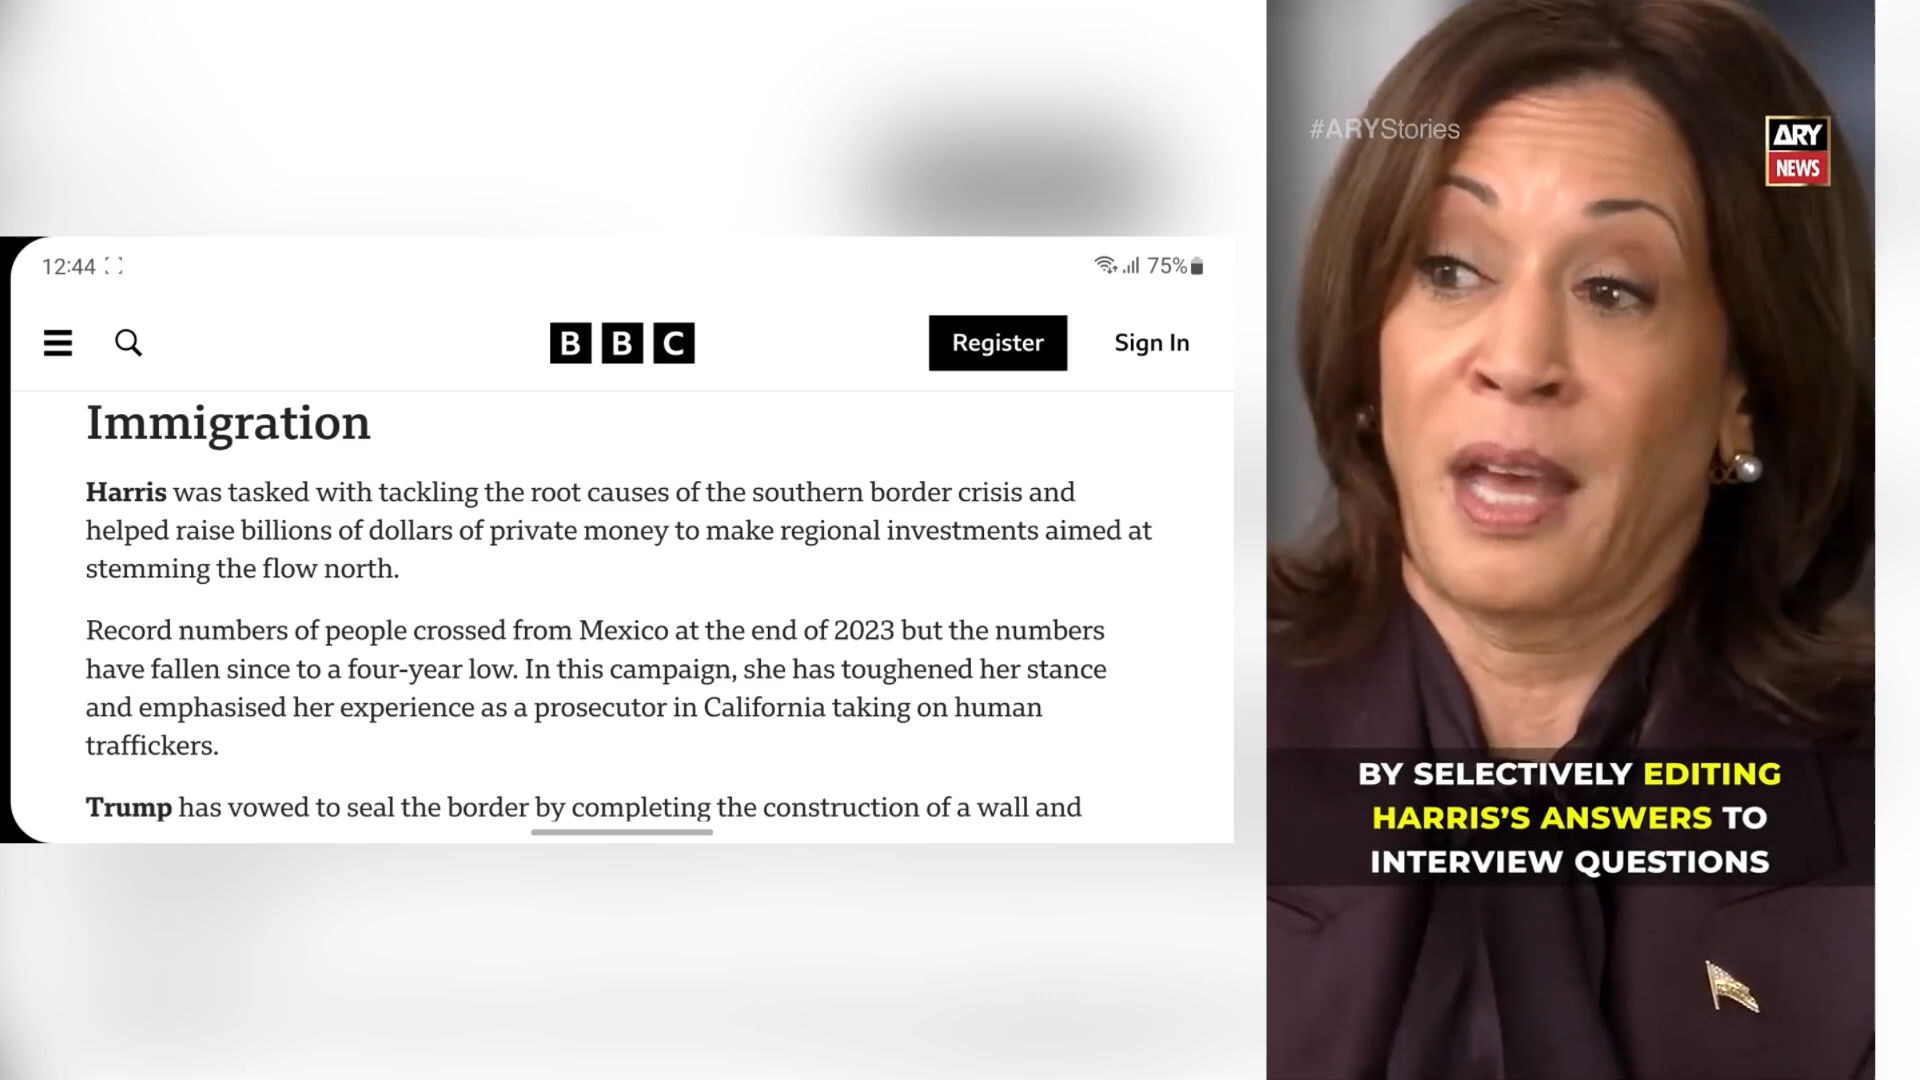 12:44
75%
BBC
Register
Sign In
Immigration
Harris was tasked with tackling the root causes of the southern border crisis and
helped raise billions of dollars of private money to make regional investments aimed at
stemming the flow north.
Record numbers of people crossed from Mexico at the end of 2023 but the numbers
have fallen since to a four-year low. In this campaign, she has toughened her stance
and emphasised her experience as a prosecutor in California taking on human
traffickers.
Trump has vowed to seal the border by completing the construction of a wall and
#ARYStories
ARY
NEWS
BY SELECTIVELY EDITING
HARRIS’S ANSWERS TO
INTERVIEW QUESTIONS